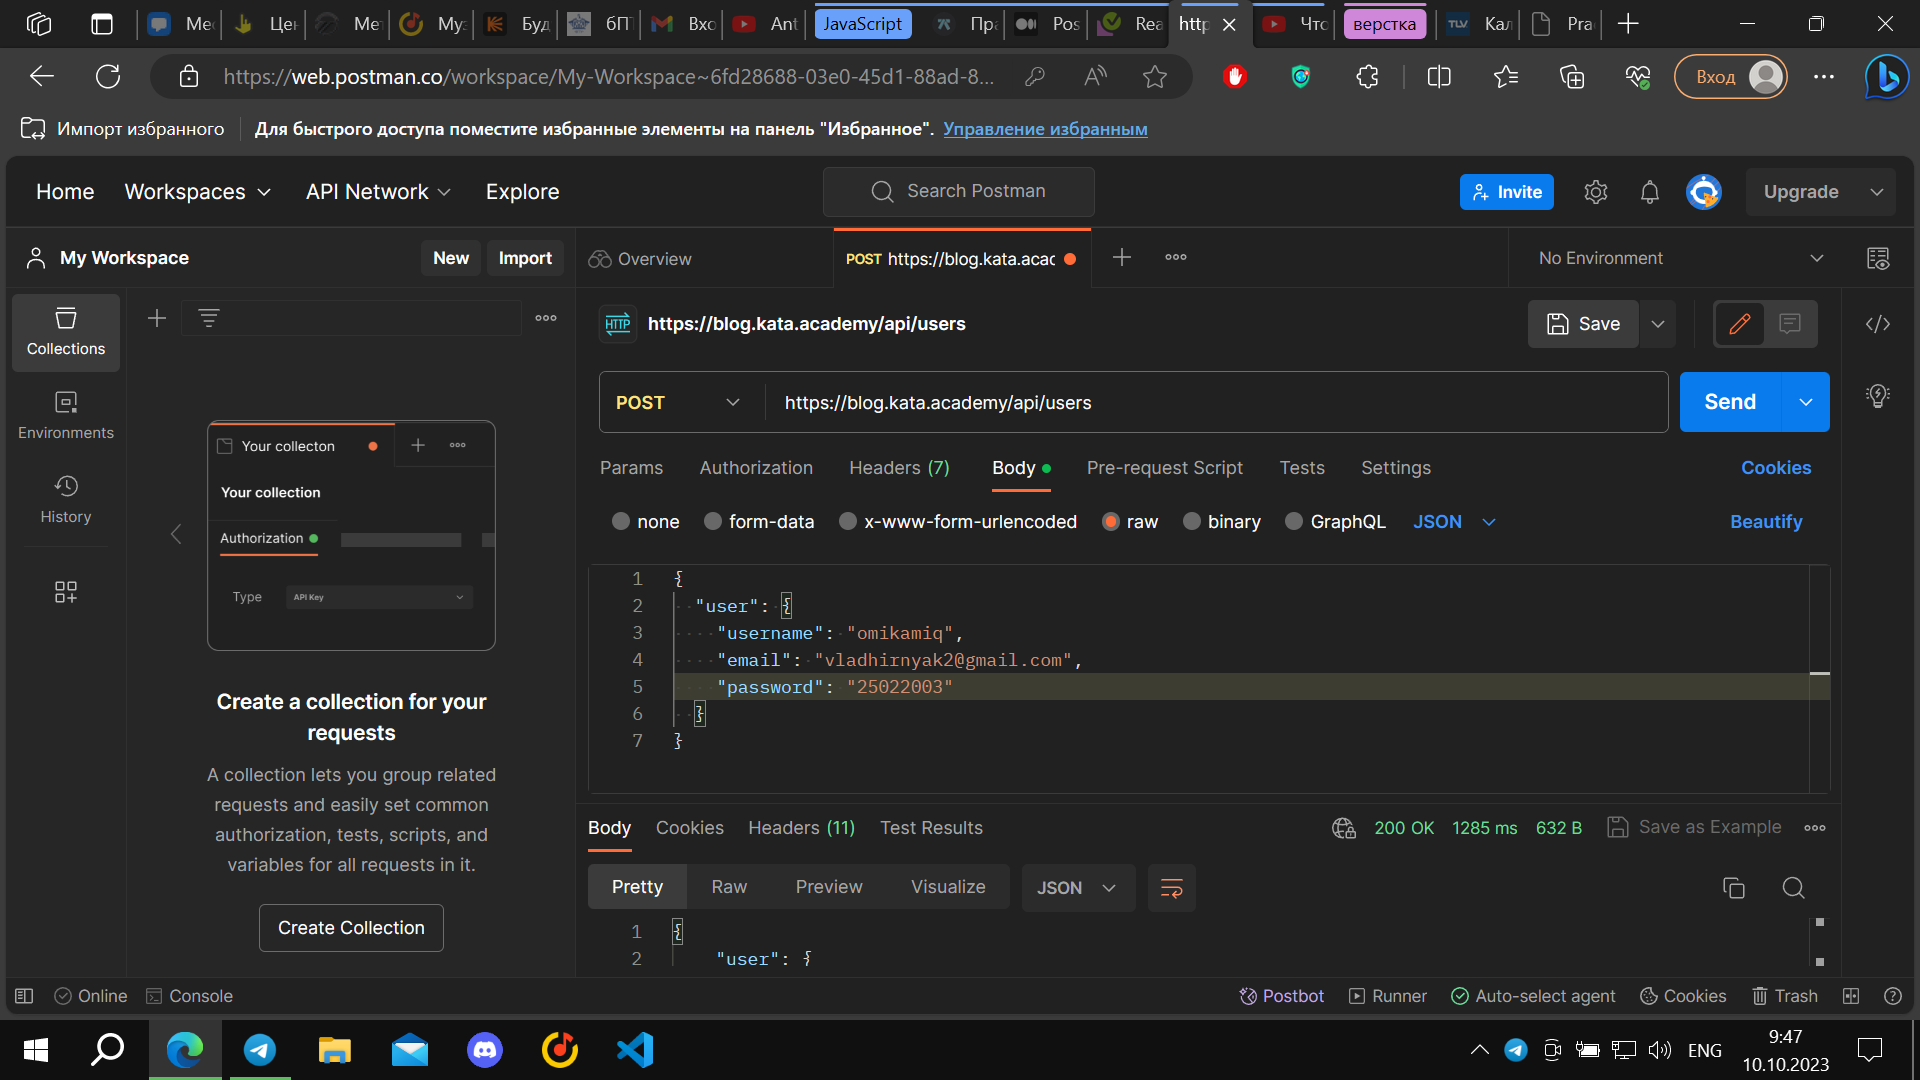 Мес
Цен
Мет
Муз
Буд
бПТ
Вхо
Ant
JavaScript
Пра
Pos
Rea
http
Что
верстка
Кал
Pra
https://web.postman.co/workspace/My-Workspace~6fd28688-03e0-45d1-88ad-8...
Вход
Импорт избранного
Для быстрого доступа поместите избранные элементы на панель "Избранное". Управление избранным
Home
Workspaces
API Network
Explore
Search Postman
Invite
Upgrade
My Workspace
New
Import
Overview
POST https://blog.kata.acad
No Environment
Collections
Environments
History
HTTP
https://blog.kata.academy/api/users
Save
POST
https://blog.kata.academy/api/users
Send
Params
Authorization
Headers (7)
Body
Pre-request Script
Tests
Settings
Cookies
none
form-data
x-www-form-urlencoded
raw
binary
GraphQL
JSON
Beautify
1 {
2 "user": {
3 "username": "omikamiq",
4 "email": "vladhirnyak2@gmail.com",
5 "password": "25022003"
6 }
7 }
Your collecton
Your collection
Authorization
Type
API Key
Create a collection for your
requests
A collection lets you group related
requests and easily set common
authorization, tests, scripts, and
variables for all requests in it.
Create Collection
Body
Cookies
Headers (11)
Test Results
200 OK
1285 ms
632 B
Save as Example
Pretty
Raw
Preview
Visualize
JSON
1 {
2 "user": {
Online
Console
Postbot
Runner
Auto-select agent
Cookies
Trash
ENG
9:47
10.10.2023